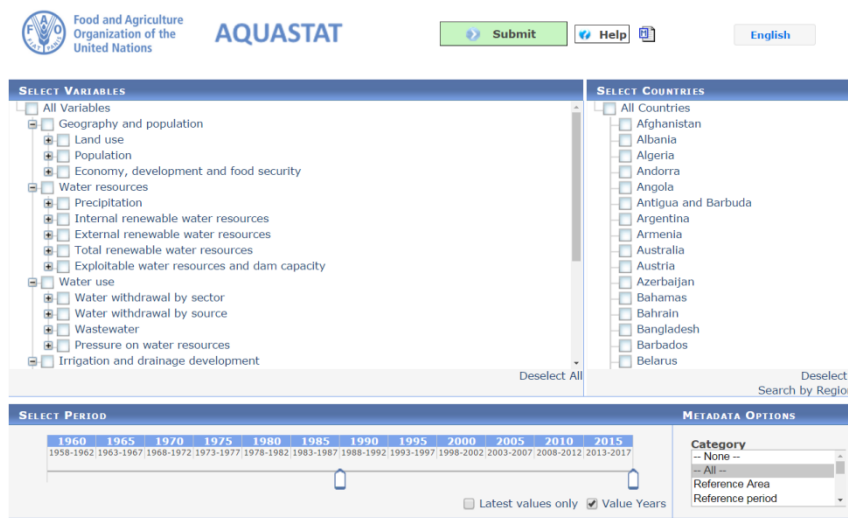 Food and Agriculture
Organization of the
United Nations
AQUASTAT
Submit
Help
English
SELECT VARIABLES
All Variables
Geography and population
Land use
Population
Economy, development and food security
Water resources
Precipitation
Internal renewable water resources
External renewable water resources
Total renewable water resources
Exploitable water resources and dam capacity
Water use
Water withdrawal by sector
Water withdrawal by source
Wastewater
Pressure on water resources
Irrigation and drainage development
Deselect All
SELECT COUNTRIES
All Countries
Afghanistan
Albania
Algeria
Andorra
Angola
Antigua and Barbuda
Argentina
Armenia
Australia
Austria
Azerbaijan
Bahamas
Bahrain
Bangladesh
Barbados
Belarus
Deselect
Search by Regio
SELECT PERIOD
1960 1965 1970 1975 1980 1985 1990 1995 2000 2005 2010 2015
1958-1962 1963-1967 1968-1972 1973-1977 1978-1982 1983-1987 1988-1992 1993-1997 1998-2002 2003-2007 2008-2012 2013-2017
Latest values only Value Years
METADATA OPTIONS
Category
-- None --
-- All --
Reference Area
Reference period